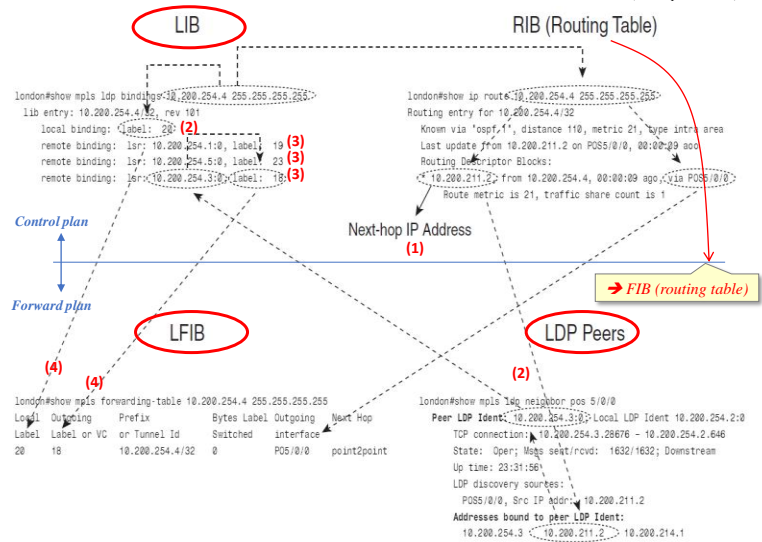 LIB
RIB (Routing Table)
london#show mpls ldp bindings 10.200.254.4 255.255.255.255
lib entry: 10.200.254.4/32, rev 101
local binding: label: 20 (2)
remote binding: lsr: 10.200.254.1:0, label: 19 (3)
remote binding: lsr: 10.200.254.5:0, label: 23 (3)
remote binding: lsr: 10.200.254.3:0, label: 18 (3)
london#show ip route 10.200.254.4 255.255.255.255
Routing entry for 10.200.254.4/32
Known via 'ospf 1', distance 110, metric 21, type intra area
Last update from 10.200.211.2 on POS5/0/0, 00:00:09 ago
Routing Descriptor Blocks:
* 10.200.211.2, from 10.200.254.4, 00:00:09 ago, via POS5/0/0
Route metric is 21, traffic share count is 1
Next-hop IP Address
(1)
Control plan
Forward plan
➔ FIB (routing table)
LFIB
LDP Peers
(4)
(4)
(2)
london#show mpls forwarding-table 10.200.254.4 255.255.255.255
Local Outgoing Prefix Bytes Label Outgoing Next Hop
Label Label or VC or Tunnel Id Switched interface
20 18 10.200.254.4/32 0 PO5/0/0 point2point
london#show mpls ldp neighbor pos 5/0/0
Peer LDP Ident: 10.200.254.3:0; Local LDP Ident 10.200.254.2:0
TCP connection: 10.200.254.3.28676 - 10.200.254.2.646
State: Oper; Msgs sent/rcvd: 1632/1632; Downstream
Up time: 23:31:56
LDP discovery sources:
POS5/0/0, Src IP addr: 10.200.211.2
Addresses bound to peer LDP Ident:
10.200.254.3 10.200.211.2 10.200.214.1